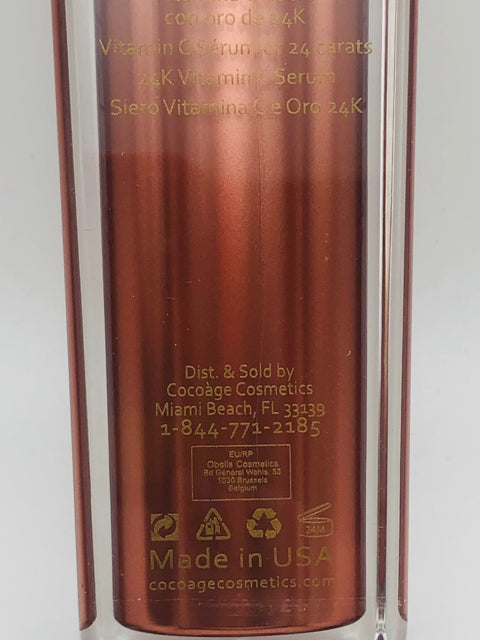 con oro de 24K
Vitamin C Sérum or 24 carats
24K Vitamin C Serum
Siero Vitamina C e Oro 24K
Dist. & Sold by
Cocoàge Cosmetics
Miami Beach, FL 33139
1-844-771-2185
EU/RP
Obelis Cosmetica
Bd Général Wahis, 53
1030 Brussels
Belgium
24M
Made in USA
cocoagecosmetics.com